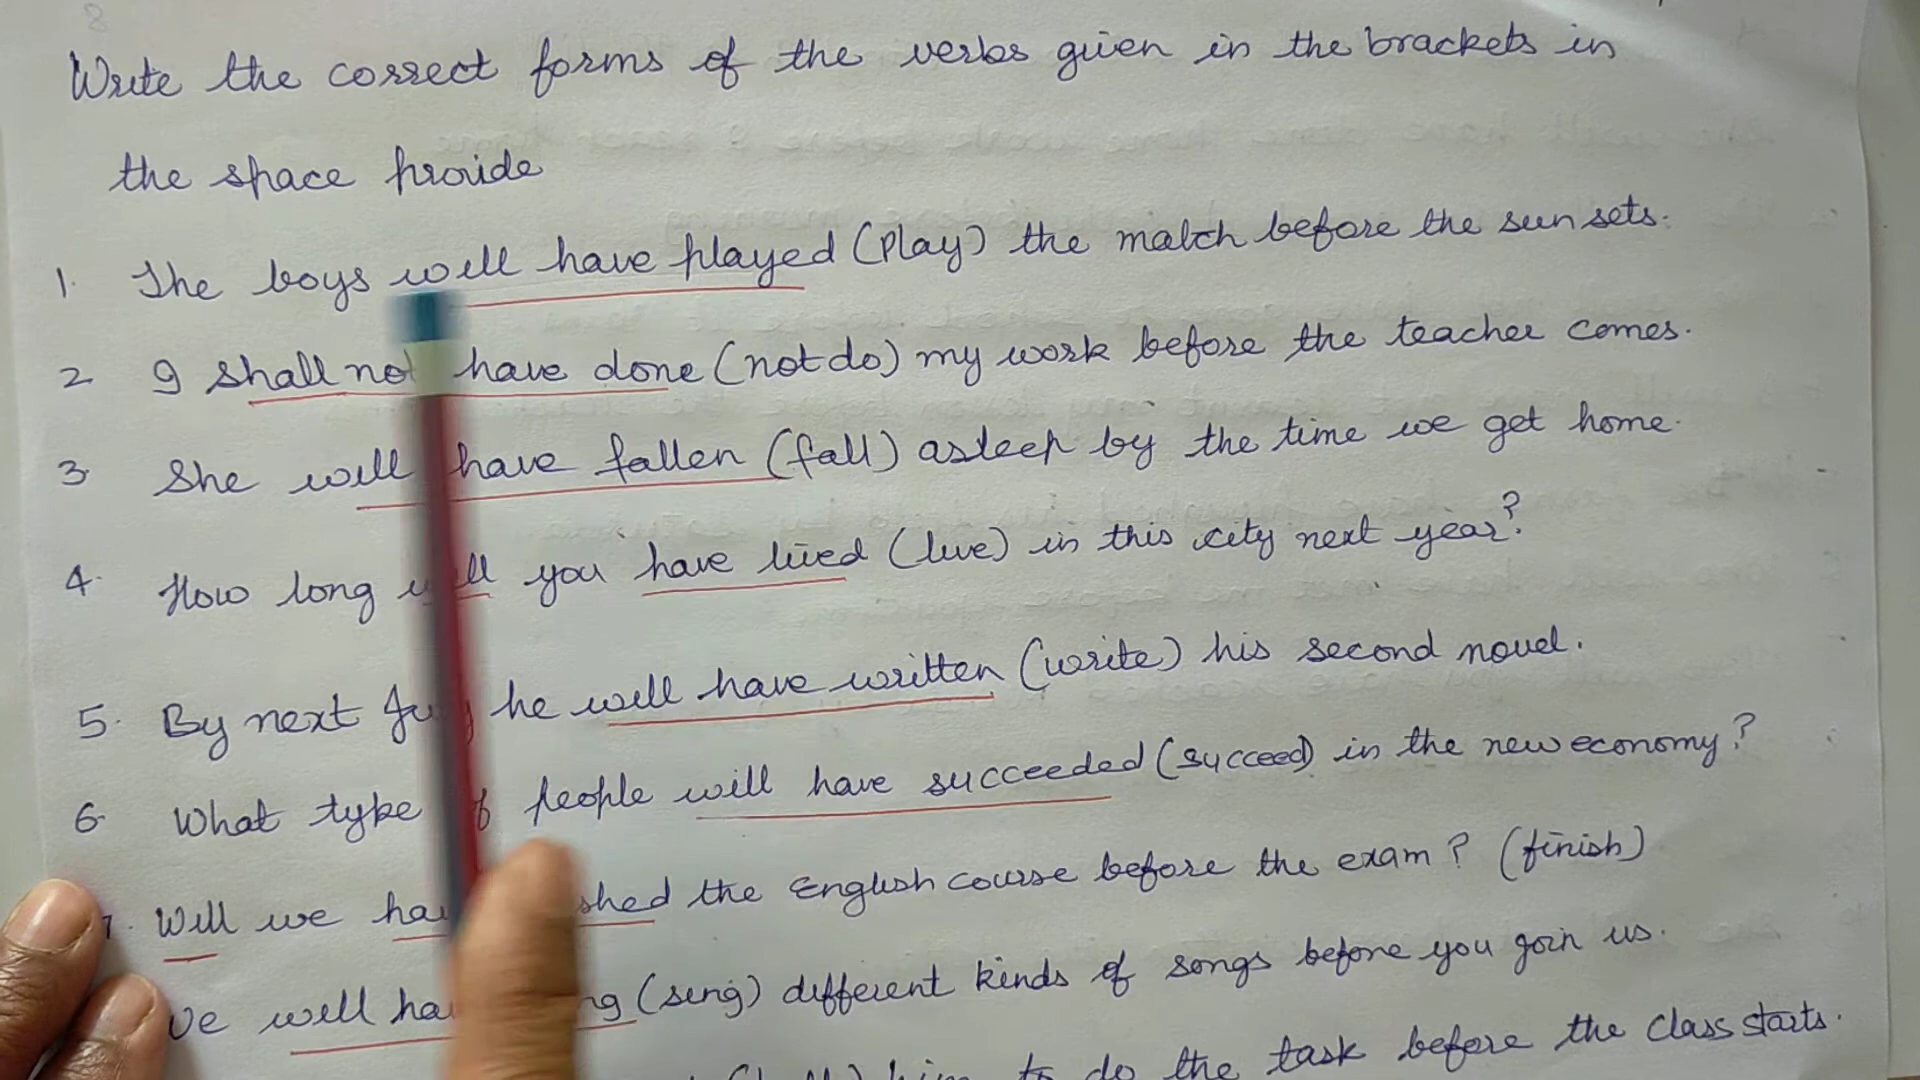 Write the correct forms of the verbs given in the brackets in
the space provide
1. The boys will have played (Play) the match before the sun sets.
2 I shall not have done (not do) my work before the teacher comes.
3. She will have fallen (fall) asleep by the time we get home.
4. How long will you have lived (live) in this city next year?
5. By next he will have written (write) his second novel.
6. What type of people will have succeeded (succeed) in the new economy?
7. Will we the English course before the exam? (finish)
will (sing) different kinds of songs before you join us.
him to do the task before the class starts.